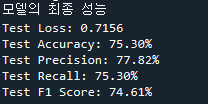 모델의 최종 성능
Test Loss: 0.7156
Test Accuracy: 75.30%
Test Precision: 77.82%
Test Recall: 75.30%
Test F1 Score: 74.61%